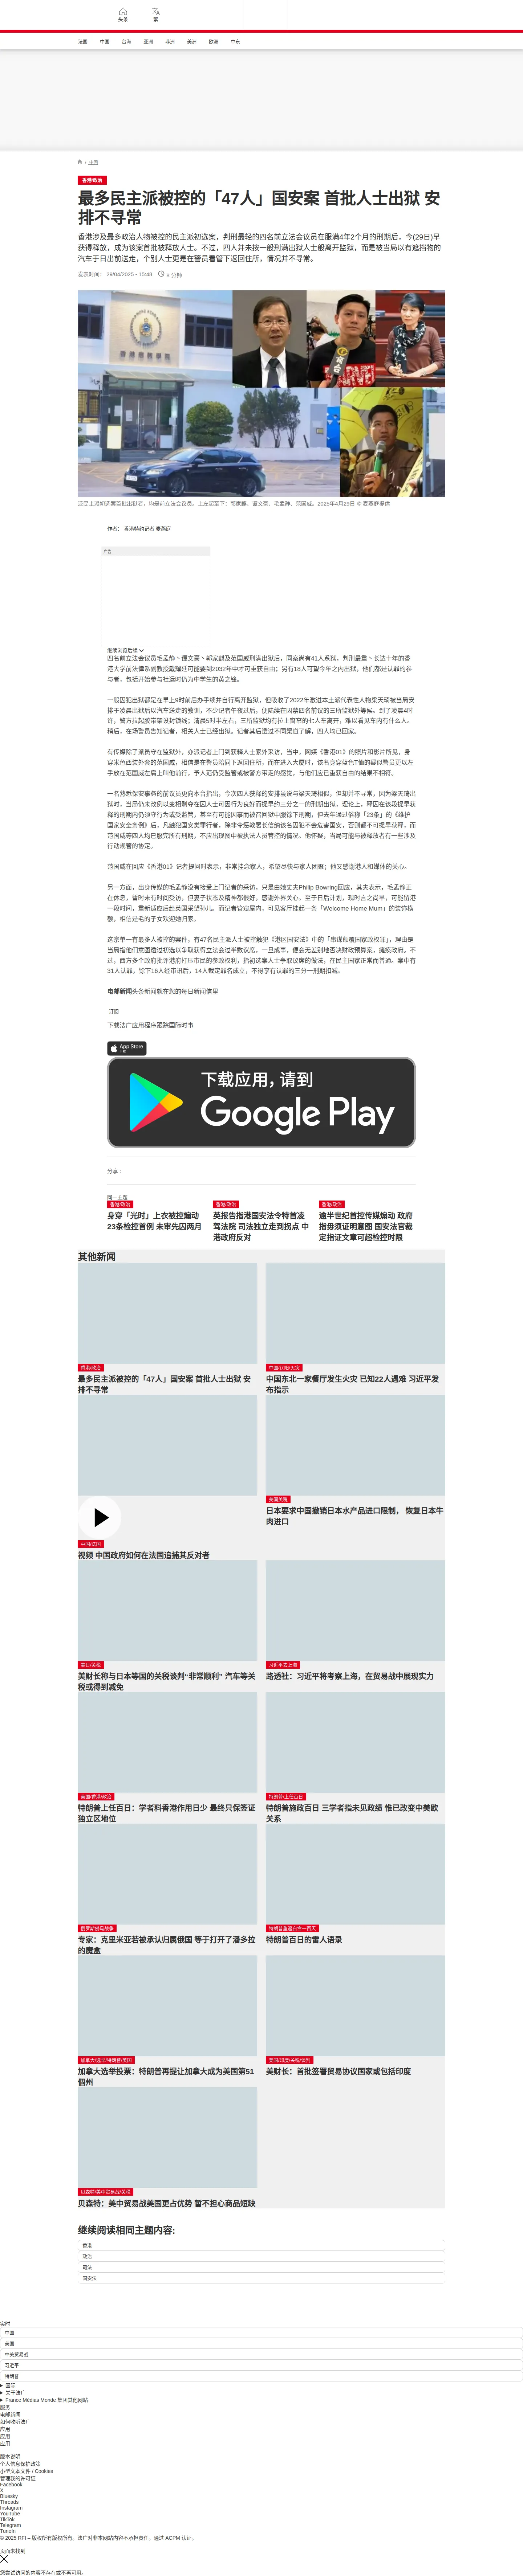 头条
繁
法国
中国
台海
亚洲
非洲
美洲
欧洲
中东
/ 中国
香港/政治
最多民主派被控的「47人」国安案 首批人士出狱 安
排不寻常
香港涉及最多政治人物被控的民主派初选案，判刑最轻的四名前立法会议员在服满4年2个月的刑期后，今(29日)早
获得释放，成为该案首批被释放人士。不过，四人并未按一般刑满出狱人士般离开监狱，而是被当局以有遮挡物的
汽车于日出前送走，个别人士更是在警员看管下返回住所，情况并不寻常。
发表时间： 29/04/2025 - 15:48
8 分钟
泛民主派初选案首批出狱者，均是前立法会议员。上左起至下：郭家麒、谭文豪、毛孟静、范国威。2025年4月29日 © 麦燕庭提供
作者： 香港特约记者 麦燕庭
广告
继续浏览后续
四名前立法会议员毛孟静丶谭文豪丶郭家麒及范国威刑满出狱后，同案尚有41人系狱，判刑最重丶长达十年的香
港大学前法律系副教授戴耀廷可能要到2032年中才可重获自由；另有18人可望今年之内出狱，他们都是认罪的参
与者，包括开始参与社运时仍为中学生的黄之锋。
一般囚犯出狱都是在早上9时前后办手续并自行离开监狱，但吸收了2022年激进本土派代表性人物梁天琦被当局安
排于凌晨出狱后以汽车送走的教训，不少记者午夜过后，便陆续在囚禁四名前议员的三所监狱外等候。到了凌晨4时
许，警方拉起胶带架设封锁线；清晨5时半左右，三所监狱均有拉上窗帘的七人车离开，难以看见车内有什么人。
稍后，在场警员告知记者，相关人士已经出狱。记者其后透过不同渠道了解，四人均已回家。
有传媒除了派员守在监狱外，亦派记者上门到获释人士家外采访，当中，网媒《香港01》的照片和影片所见，身
穿米色西装外套的范国威，相信是在警员陪同下返回住所，而在进入大厦时，该名身穿蓝色T恤的疑似警员更以左
手放在范国威左肩上叫他前行，予人范仍受监管或被警方带走的感觉，与他们应已重获自由的结果不相符。
一名熟悉保安事务的前议员更向本台指出，今次四人获释的安排虽说与梁天琦相似，但却并不寻常，因为梁天琦出
狱时，当局仍未改例以变相剥夺在囚人士可因行为良好而提早约三分之一的刑期出狱，理论上，释囚在该段提早获
释的刑期内仍须守行为或受监管，甚至有可能因事而被召回狱中服馀下刑期，但去年通过俗称「23条」的《维护
国家安全条例》后，凡触犯国安类罪行者，除非令惩教署长信纳该名囚犯不会危害国安，否则都不可提早获释，而
范国威等四人均已服完所有刑期，不应出现图中被执法人员管控的情况。他怀疑，当局可能与被释放者有一些涉及
行动规管的协定。
范国威在回应《香港01》记者提问时表示，非常挂念家人，希望尽快与家人团聚；他又感谢港人和媒体的关心。
另一方面，出身传媒的毛孟静没有接受上门记者的采访，只是由她丈夫Philip Bowring回应，其夫表示，毛孟静正
在休息，暂时未有时间受访，但妻子状态及精神都很好，感谢外界关心。至于日后计划，现时言之尚早，可能留港
一段时间，重新适应后赴英国采望孙儿。而记者管窥屋内，可见客厅挂起一条「Welcome Home Mum」的装饰横
额，相信是毛的子女欢迎她归家。
这宗单一有最多人被控的案件，有47名民主派人士被控触犯《港区国安法》中的「串谋颠覆国家政权罪」，理由是
当局指他们意图透过初选以争取获得立法会过半数议席，一旦成事，便会无差别地否决财政预算案，瘫痪政府。不
过，西方多个政府批评港府打压市民的参政权利，指初选案人士争取议席的做法，在民主国家正常而普通。案中有
31人认罪，馀下16人经审讯后，14人裁定罪名成立，不得享有认罪的三分一刑期扣减。
电邮新闻头条新闻就在您的每日新闻信里
订阅
下载法广应用程序跟踪国际时事
App Store
下载应用，请到
Google Play
分享 :
同一主题
香港/政治
身穿「光时」上衣被控煽动
23条检控首例 未审先囚两月
香港/政治
英报告指港国安法令特首凌
驾法院 司法独立走到拐点 中
港政府反对
香港/政治
逾半世纪首控传媒煽动 政府
指毋须证明意图 国安法官裁
定指证文章可超检控时限
其他新闻
香港/政治
最多民主派被控的「47人」国安案 首批人士出狱 安
排不寻常
中国/辽阳/火灾
中国东北一家餐厅发生火灾 已知22人遇难 习近平发
布指示
中国/法国
视频 中国政府如何在法国追捕其反对者
美国关税
日本要求中国撤销日本水产品进口限制， 恢复日本牛
肉进口
美日/关税
美财长称与日本等国的关税谈判“非常顺利” 汽车等关
税或得到减免
习近平去上海
路透社：习近平将考察上海，在贸易战中展现实力
美国/香港/政治
特朗普上任百日：学者料香港作用日少 最终只保签证
独立区地位
特朗普/上任百日
特朗普施政百日 三学者指未见政绩 惟已改变中美欧
关系
俄罗斯侵乌战争
专家：克里米亚若被承认归属俄国 等于打开了潘多拉
的魔盒
特朗普重返白宫一百天
特朗普百日的雷人语录
加拿大/选举/特朗普/美国
加拿大选举投票：特朗普再提让加拿大成为美国第51
個州
美国/印度/关税/谈判
美财长：首批签署贸易协议国家或包括印度
贝森特/美中贸易战/关税
贝森特：美中贸易战美国更占优势 暂不担心商品短缺
继续阅读相同主题内容:
香港
政治
司法
国安法
实时
中国
美国
中美贸易战
习近平
特朗普
国际
关于法广
France Médias Monde 集团其他网站
服务
电邮新闻
如何收听法广
应用
应用
应用
版本说明
个人信息保护政策
小型文本文件 / Cookies
管理我的许可证
Facebook
X
Bluesky
Threads
Instagram
YouTube
TikTok
Telegram
TuneIn
© 2025 RFI – 版权所有版权所有。法广对非本网站内容不承担责任。通过 ACPM 认证。
页面未找到
您尝试访问的内容不存在或不再可用。